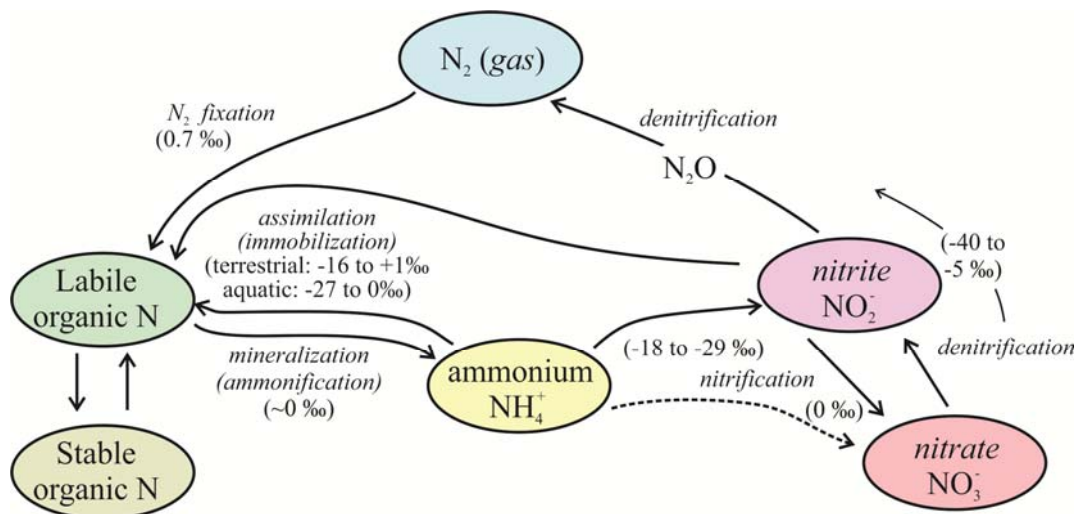 N₂ (gas)
N₂ fixation
(0.7 ‰)
denitrification
N₂O
assimilation
(immobilization)
(terrestrial: -16 to +1‰
aquatic: -27 to 0‰)
(-40 to
-5 ‰)
Labile
organic N
nitrite
NO₂⁻
mineralization
(ammonification)
(~0 ‰)
ammonium
NH₄⁺
(-18 to -29 ‰)
nitrification
(0 ‰)
denitrification
Stable
organic N
nitrate
NO₃⁻